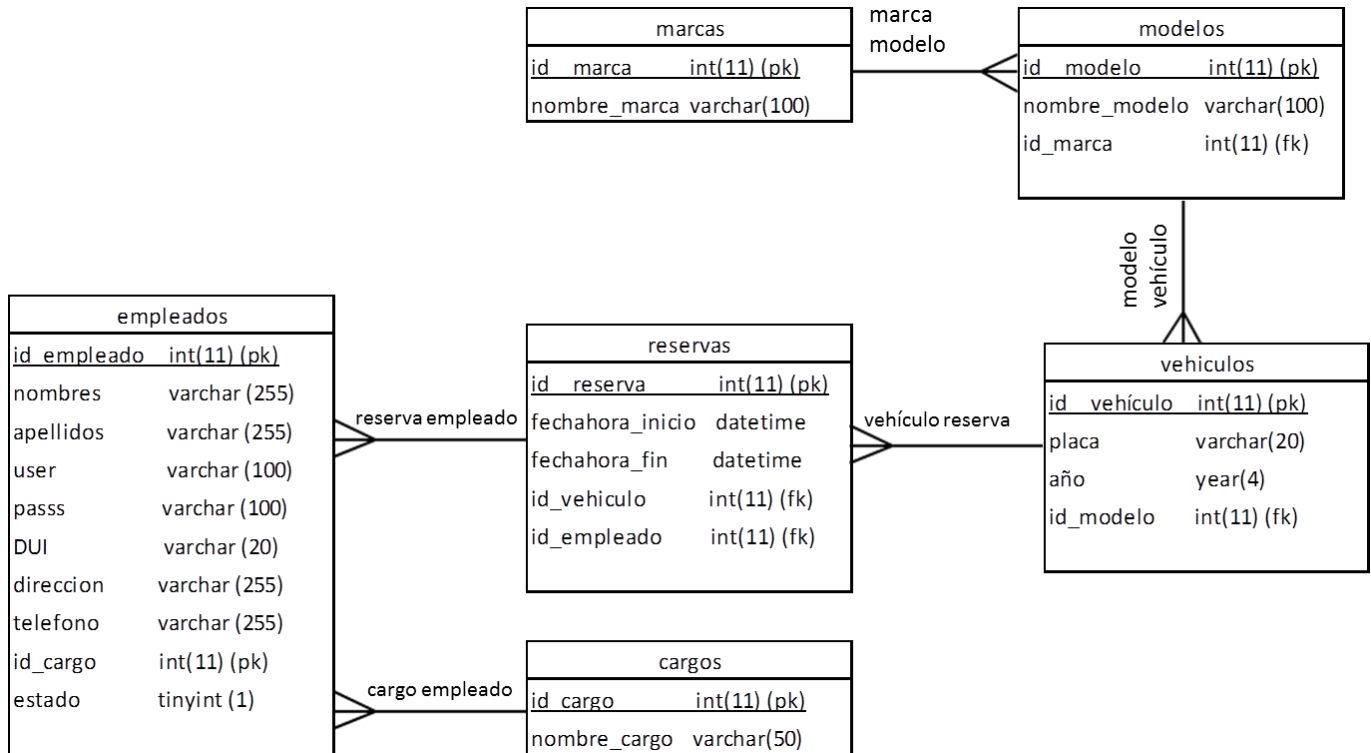 marcas
id_marca int(11) (pk)
nombre_marca varchar(100)
marca
modelo
modelos
id_modelo int(11) (pk)
nombre_modelo varchar(100)
id_marca int(11) (fk)
modelo
vehículo
empleados
id_empleado int(11) (pk)
nombres varchar (255)
apellidos varchar (255)
user varchar (100)
passs varchar (100)
DUI varchar (20)
direccion varchar (255)
telefono varchar (255)
id_cargo int(11) (pk)
estado tinyint (1)
reserva empleado
reservas
id_reserva int(11) (pk)
fechahora_inicio datetime
fechahora_fin datetime
id_vehiculo int(11) (fk)
id_empleado int(11) (fk)
vehículo reserva
vehiculos
id_vehículo int(11) (pk)
placa varchar(20)
año year(4)
id_modelo int(11) (fk)
cargo empleado
cargos
id_cargo int(11) (pk)
nombre_cargo varchar(50)